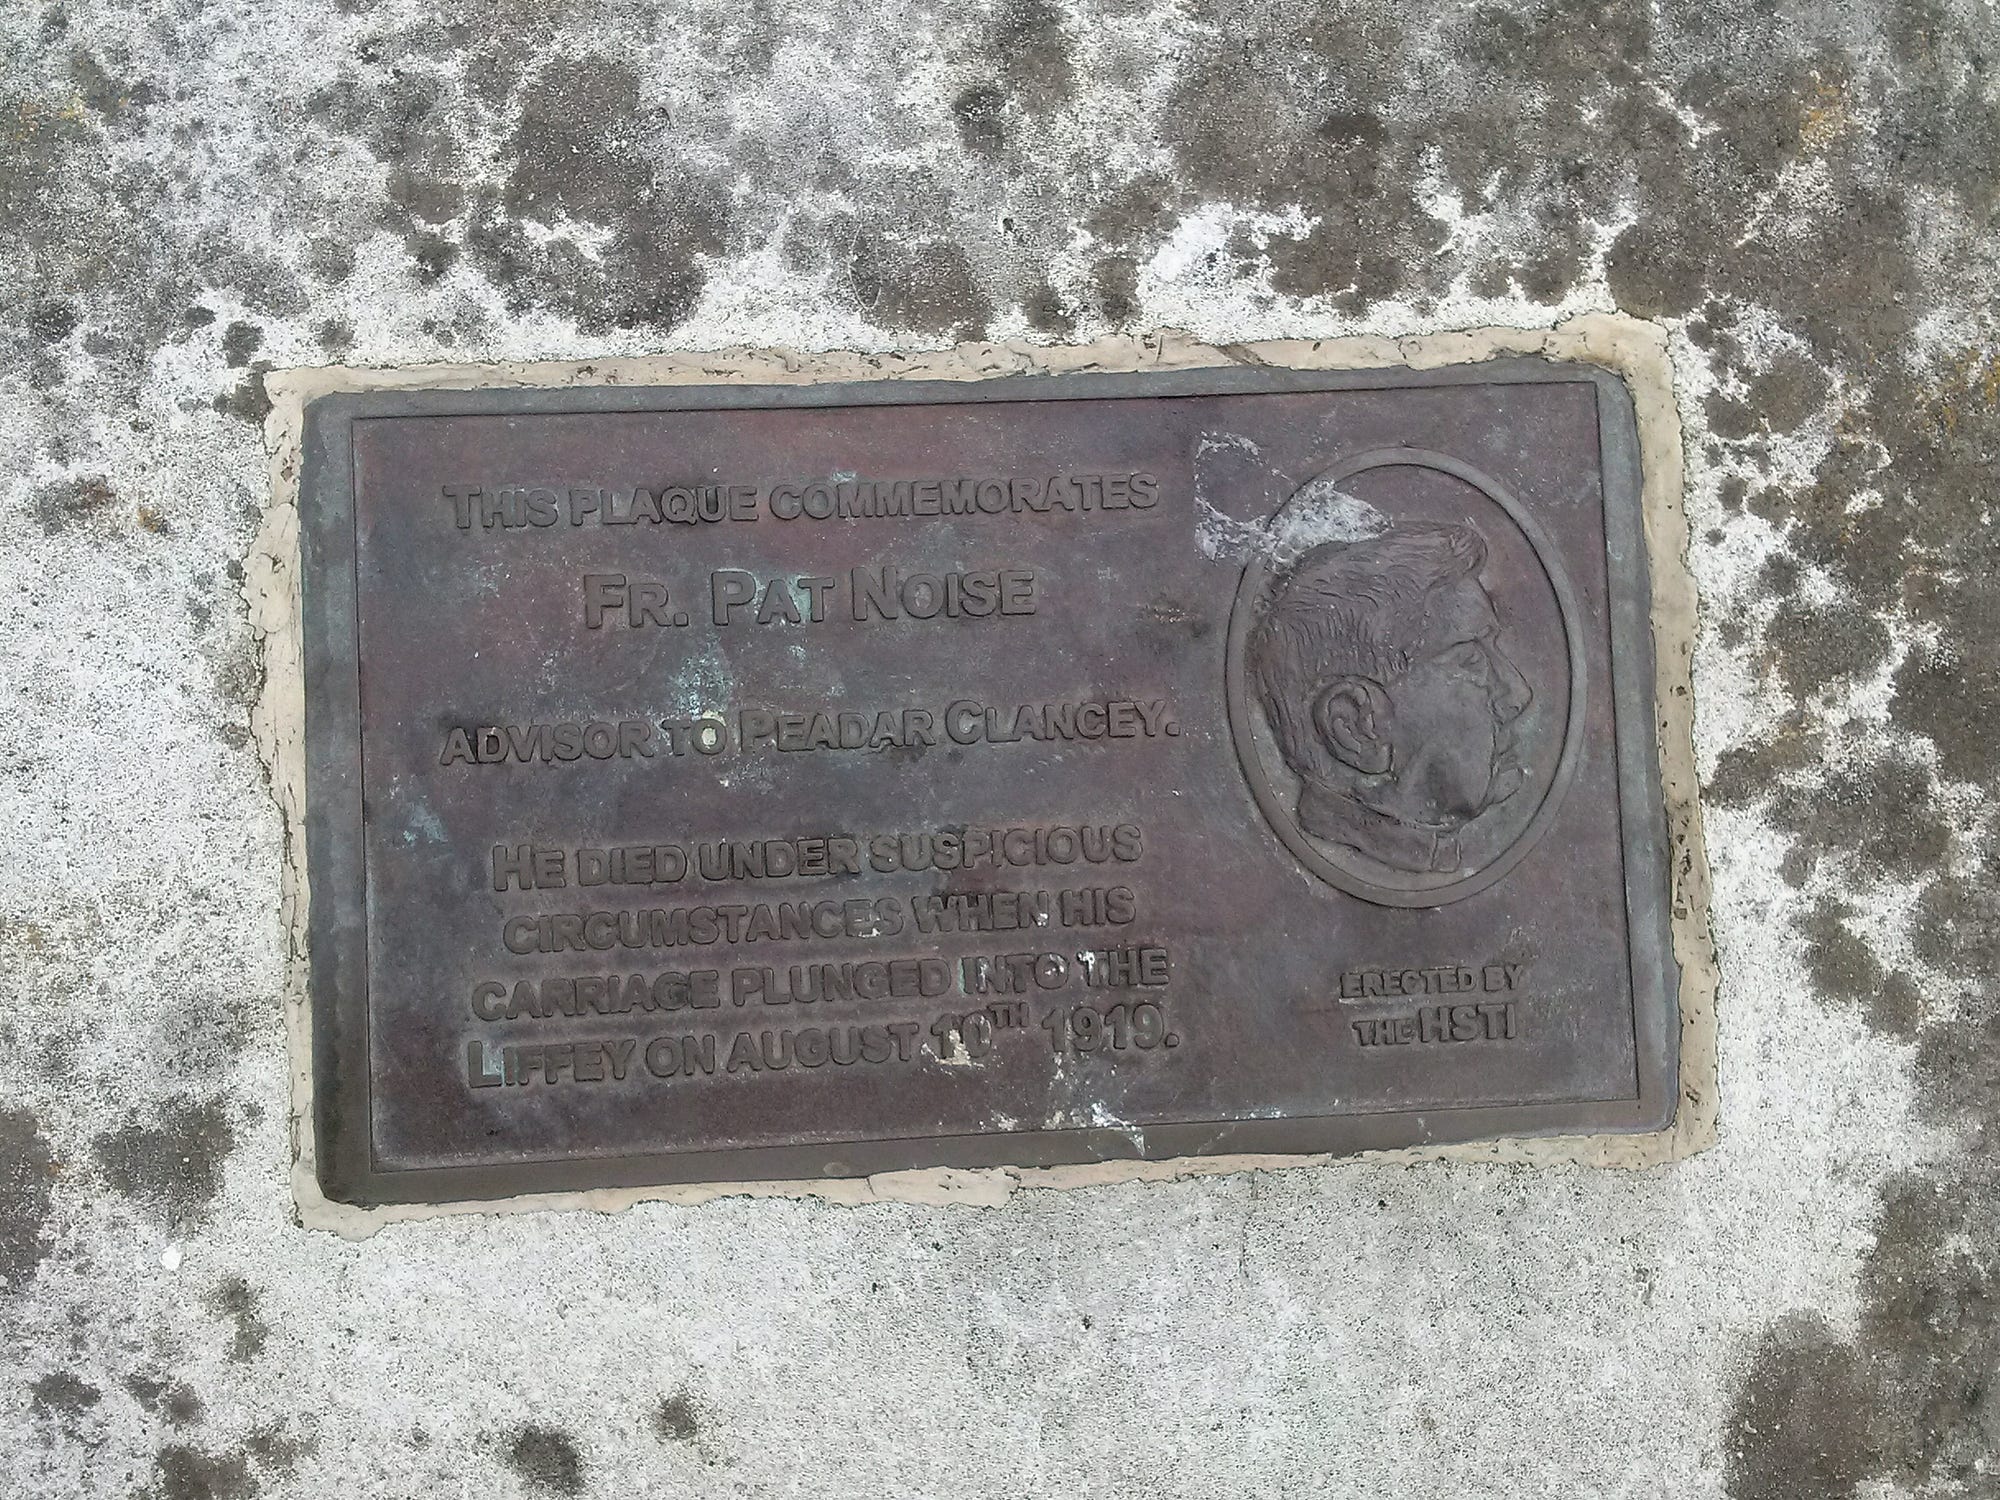 THIS PLAQUE COMMEMORATES
FR. PAT NOISE
ADVISOR TO PEADAR CLANCEY.
HE DIED UNDER SUSPICIOUS
CIRCUMSTANCES WHEN HIS
CARRIAGE PLUNGED INTO THE
LIFFEY ON AUGUST 10TH 1919.
ERECTED BY
THE HSTI